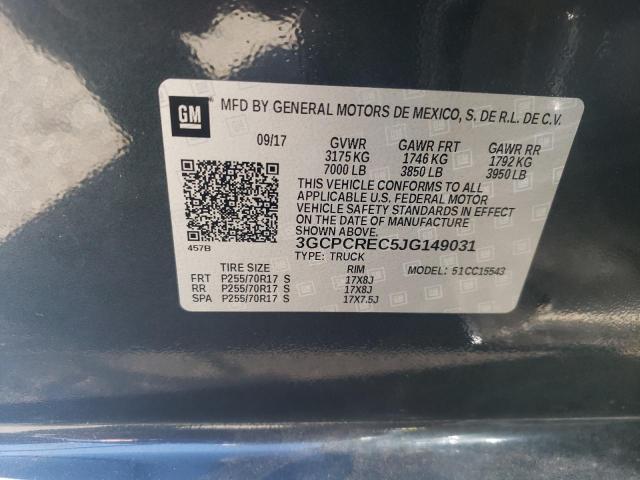 GM
MFD BY GENERAL MOTORS DE MEXICO, S. DE R.L. DE C.V.
09/17 GVWR GAWR FRT GAWR RR
3175 KG 1746 KG 1792 KG
7000 LB 3850 LB 3950 LB
THIS VEHICLE CONFORMS TO ALL
APPLICABLE U.S. FEDERAL MOTOR
VEHICLE SAFETY STANDARDS IN EFFECT
ON THE DATE OF MANUFACTURE
SHOWN ABOVE.
457B 3GCPCREC5JG149031
TYPE: TRUCK
TIRE SIZE RIM MODEL: 51CC15543
FRT P255/70R17 S 17X8J
RR P255/70R17 S 17X8J
SPA P255/70R17 S 17X7.5J